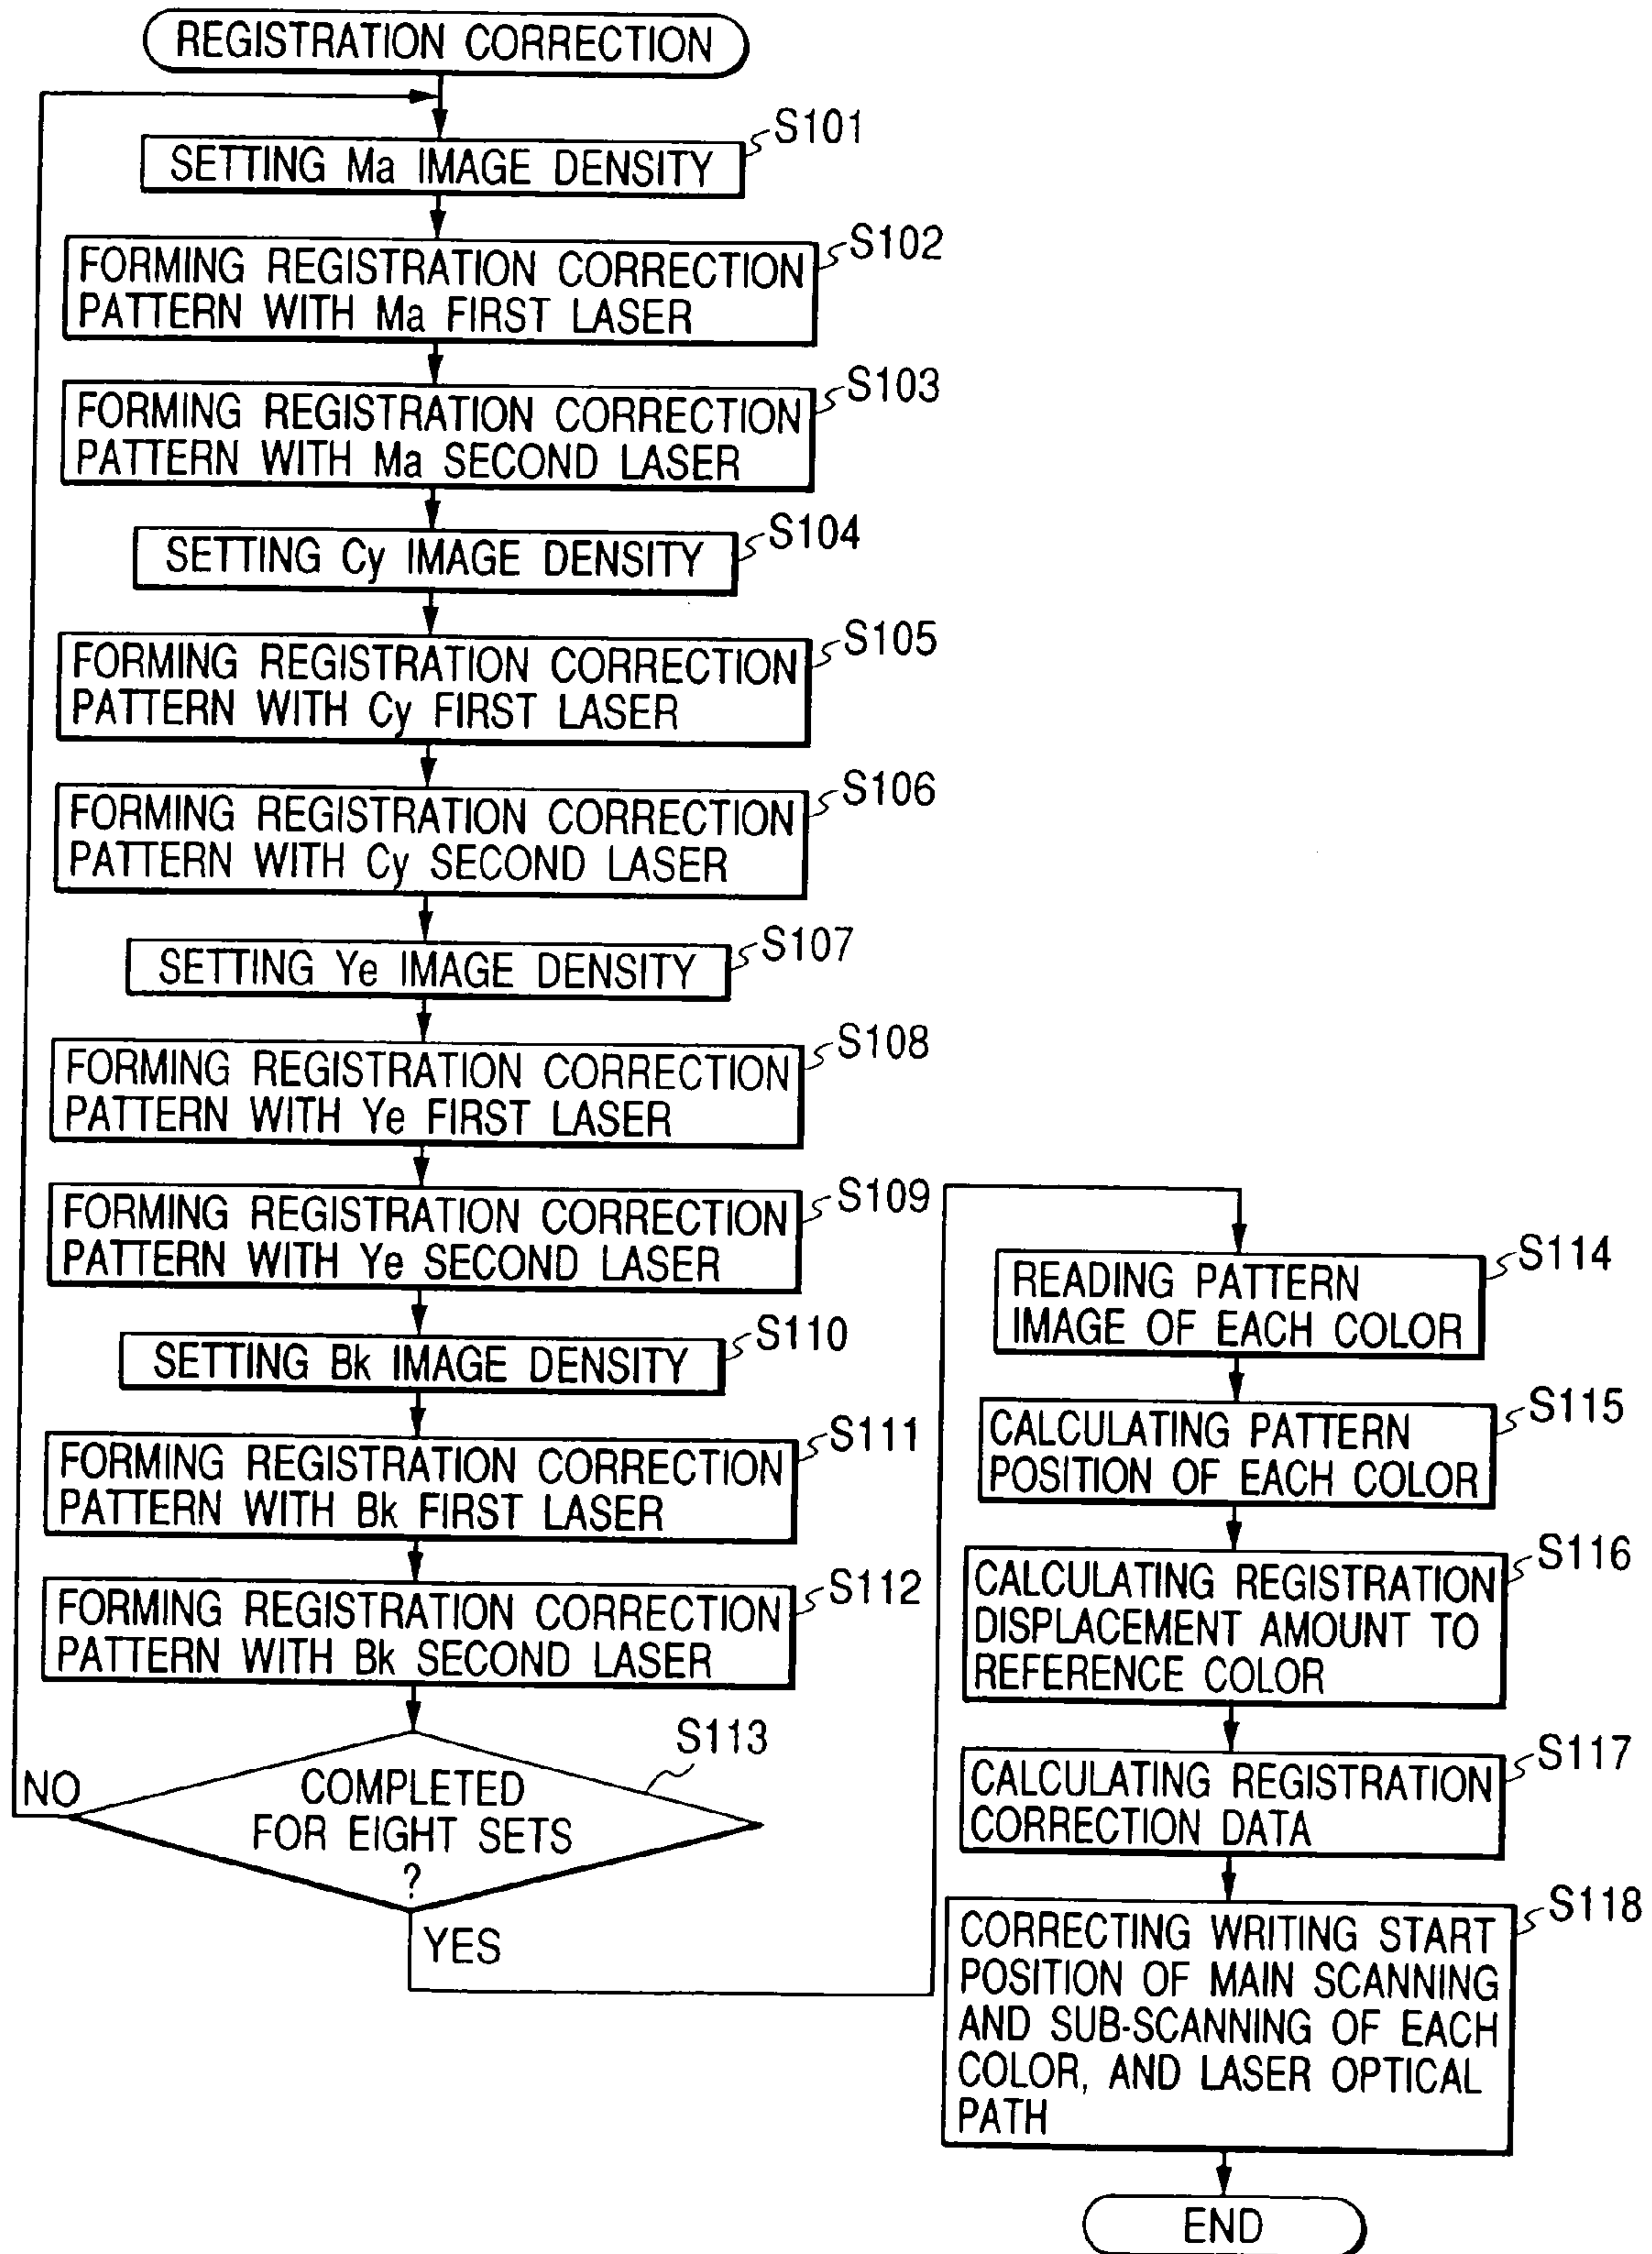 REGISTRATION CORRECTION
S101
SETTING Ma IMAGE DENSITY
S102
FORMING REGISTRATION CORRECTION
PATTERN WITH Ma FIRST LASER
S103
FORMING REGISTRATION CORRECTION
PATTERN WITH Ma SECOND LASER
S104
SETTING Cy IMAGE DENSITY
S105
FORMING REGISTRATION CORRECTION
PATTERN WITH Cy FIRST LASER
S106
FORMING REGISTRATION CORRECTION
PATTERN WITH Cy SECOND LASER
S107
SETTING Ye IMAGE DENSITY
S108
FORMING REGISTRATION CORRECTION
PATTERN WITH Ye FIRST LASER
S109
FORMING REGISTRATION CORRECTION
PATTERN WITH Ye SECOND LASER
S110
SETTING Bk IMAGE DENSITY
S111
FORMING REGISTRATION CORRECTION
PATTERN WITH Bk FIRST LASER
S112
FORMING REGISTRATION CORRECTION
PATTERN WITH Bk SECOND LASER
S113
NO
COMPLETED
FOR EIGHT SETS
?
YES
S114
READING PATTERN
IMAGE OF EACH COLOR
S115
CALCULATING PATTERN
POSITION OF EACH COLOR
S116
CALCULATING REGISTRATION
DISPLACEMENT AMOUNT TO
REFERENCE COLOR
S117
CALCULATING REGISTRATION
CORRECTION DATA
S118
CORRECTING WRITING START
POSITION OF MAIN SCANNING
AND SUB-SCANNING OF EACH
COLOR, AND LASER OPTICAL
PATH
END